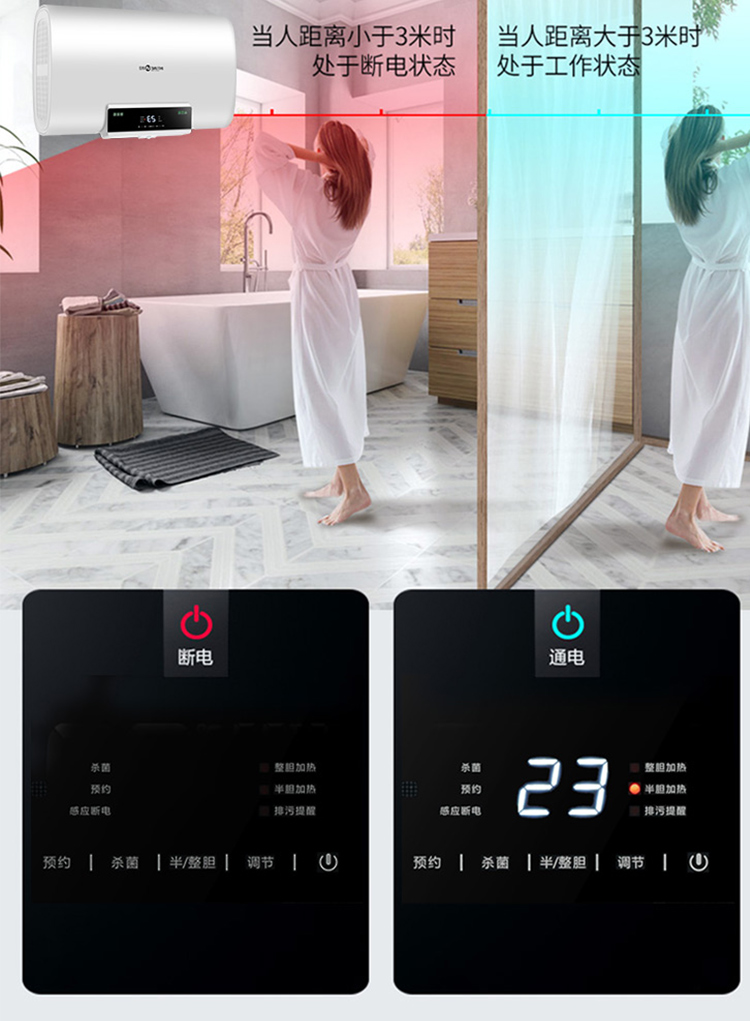 当人距离小于3米时
处于断电状态
当人距离大于3米时
处于工作状态
断电
杀菌
预约
感应断电
整胆加热
半胆加热
排污提醒
预约 | 杀菌 | 半/整胆 | 调节 |
通电
杀菌
预约
感应断电
23
整胆加热
半胆加热
排污提醒
预约 | 杀菌 | 半/整胆 | 调节 |